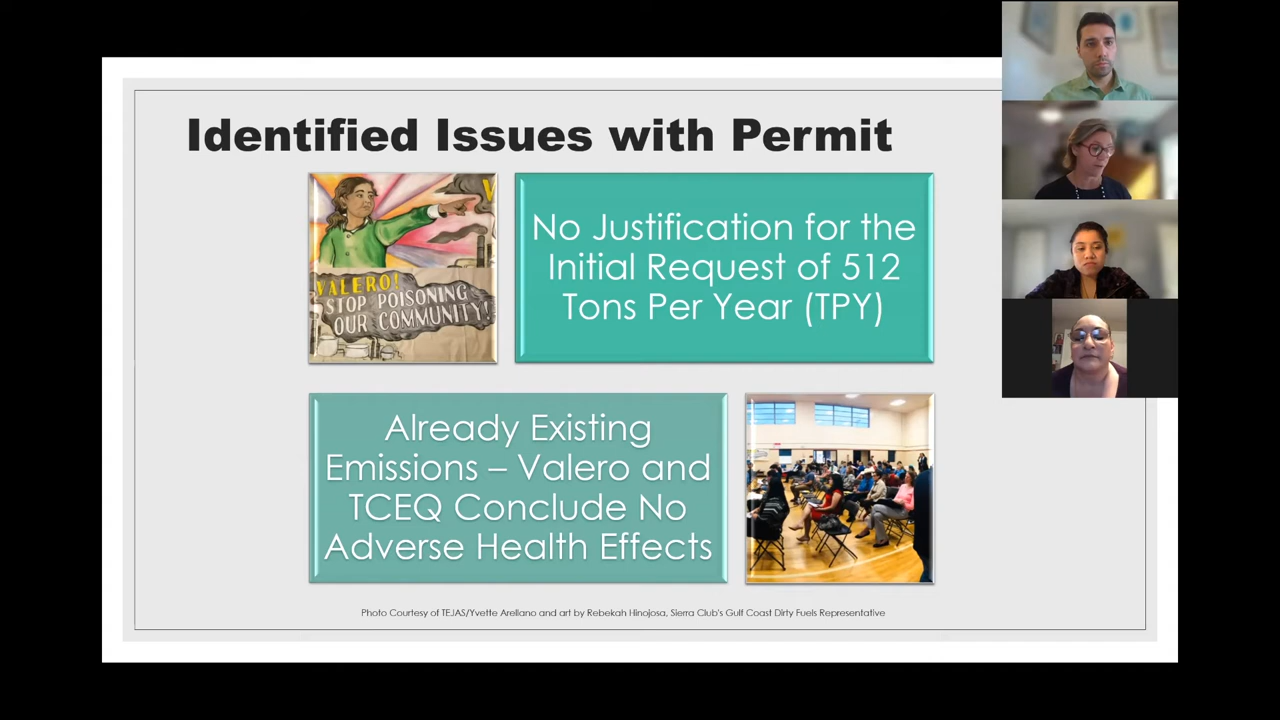 Identified Issues with Permit
VALERO!
STOP POISONING
OUR COMMUNITY!
No Justification for the
Initial Request of 512
Tons Per Year (TPY)
Already Existing
Emissions – Valero and
TCEQ Conclude No
Adverse Health Effects
Photo Courtesy of TEJAS/Yvette Arellano and art by Rebekah Hinojosa, Sierra Club's Gulf Coast Dirty Fuels Representative